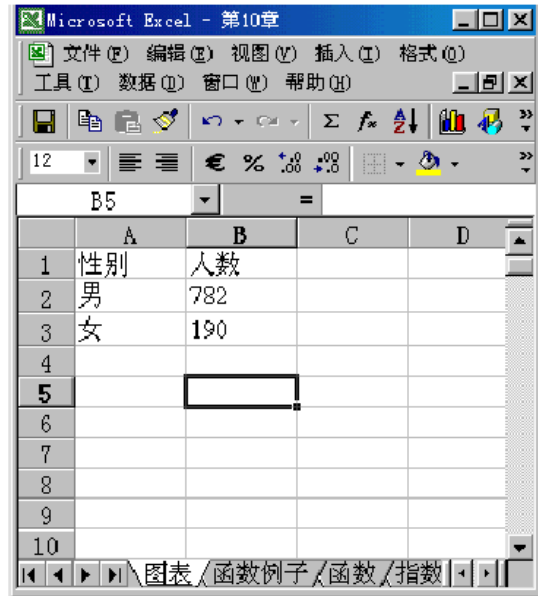 Microsoft Excel - 第10章
文件(F) 编辑(E) 视图(V) 插入(I) 格式(O)
工具(T) 数据(D) 窗口(W) 帮助(H)
Σ f*
12 € %
B5 =
A B C D
1 性别 人数
2 男 782
3 女 190
4
5
6
7
8
9
10
图表 函数例子 函数 指数